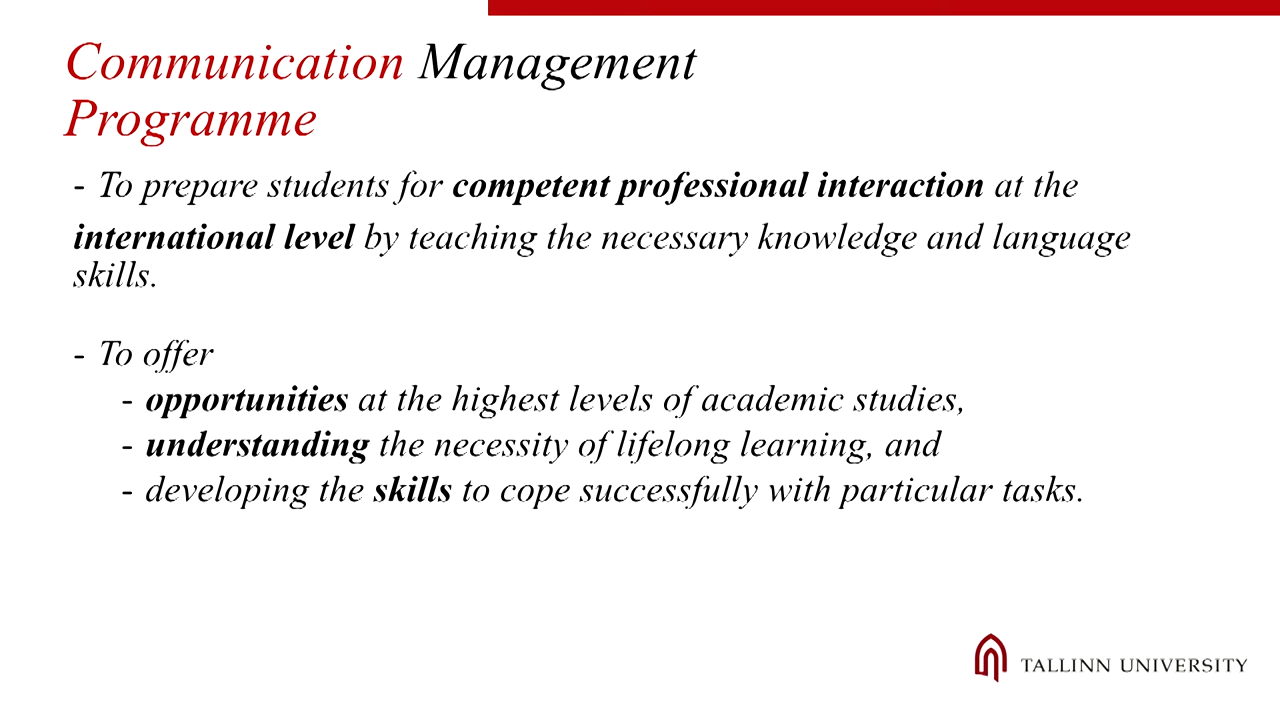 Communication Management
Programme
- To prepare students for competent professional interaction at the
international level by teaching the necessary knowledge and language
skills.
- To offer
- opportunities at the highest levels of academic studies,
- understanding the necessity of lifelong learning, and
- developing the skills to cope successfully with particular tasks.
TALLINN UNIVERSITY